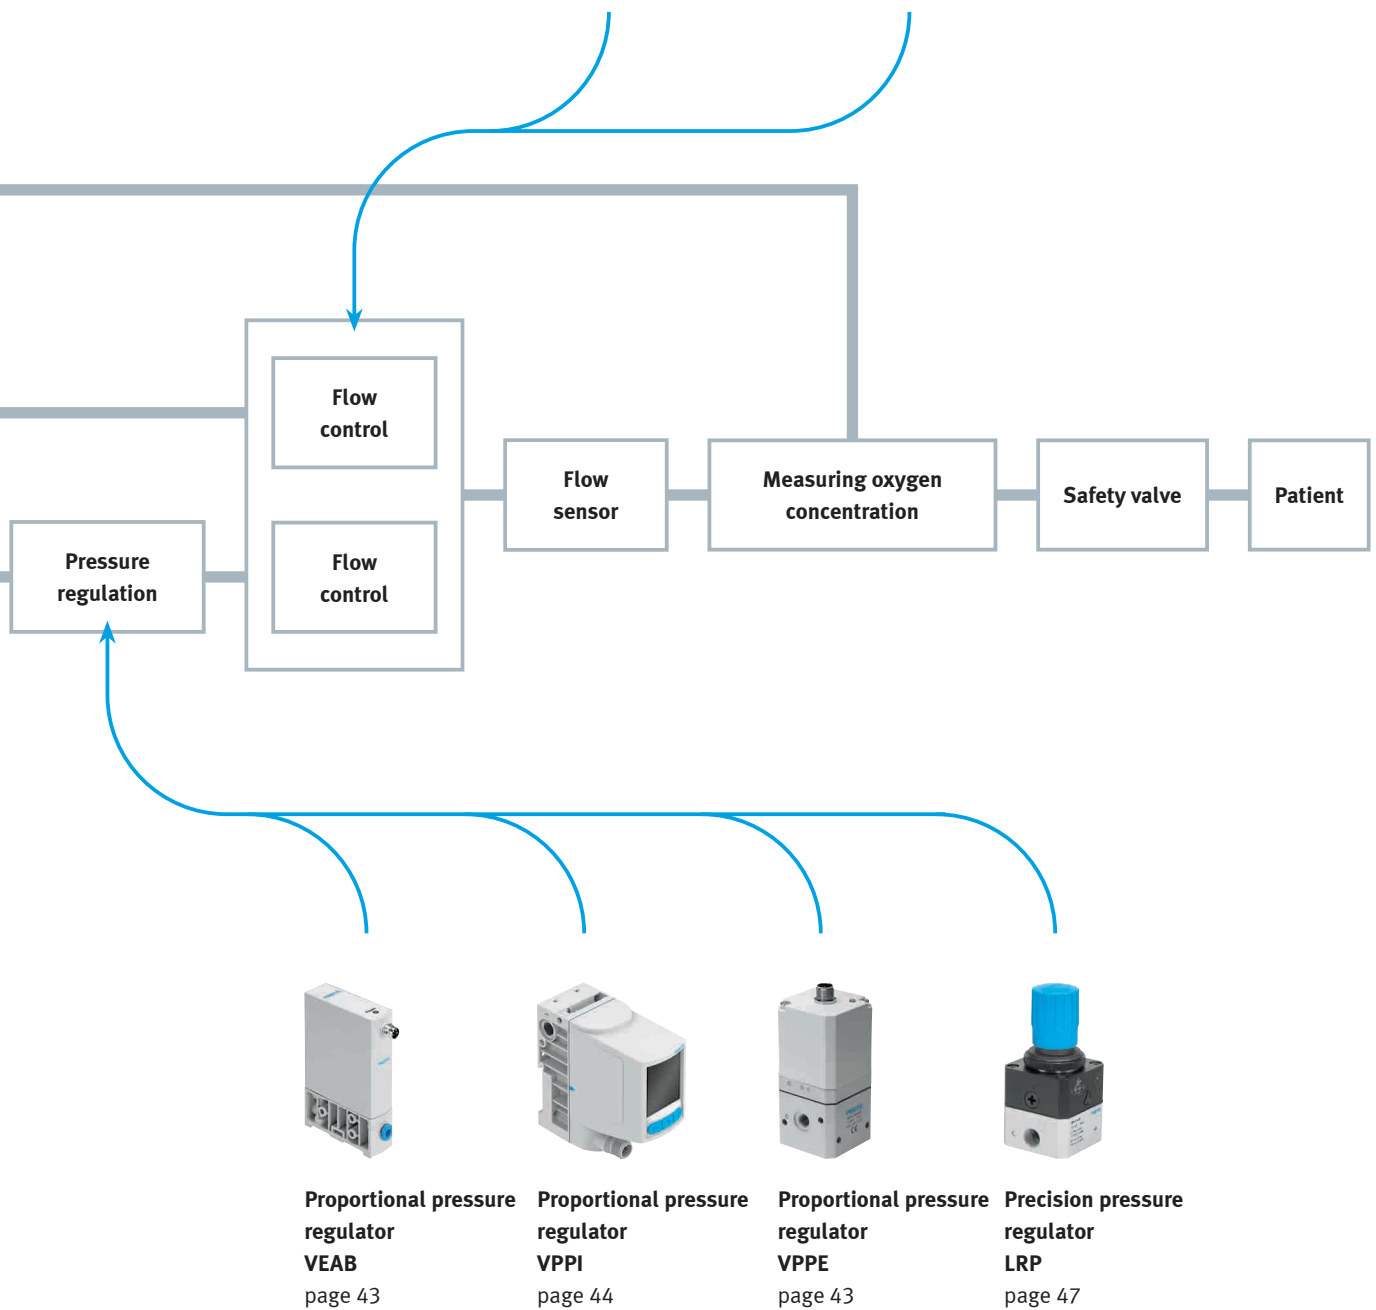 Flow
control
Flow
sensor
Measuring oxygen
concentration
Safety valve
Patient
Pressure
regulation
Flow
control
Proportional pressure
regulator
VEAB
page 43
Proportional pressure
regulator
VPPI
page 44
Proportional pressure
regulator
VPPE
page 43
Precision pressure
regulator
LRP
page 47